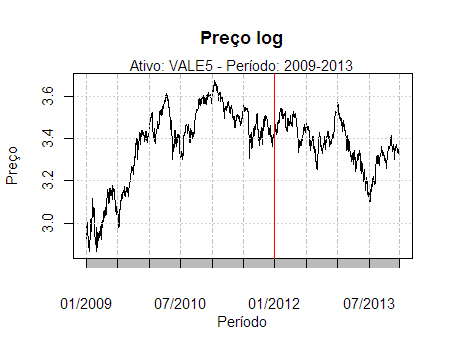 Preço log
Ativo: VALE5 - Período: 2009-2013
Preço
3.6
3.4
3.2
3.0
01/2009 07/2010 01/2012 07/2013
Período